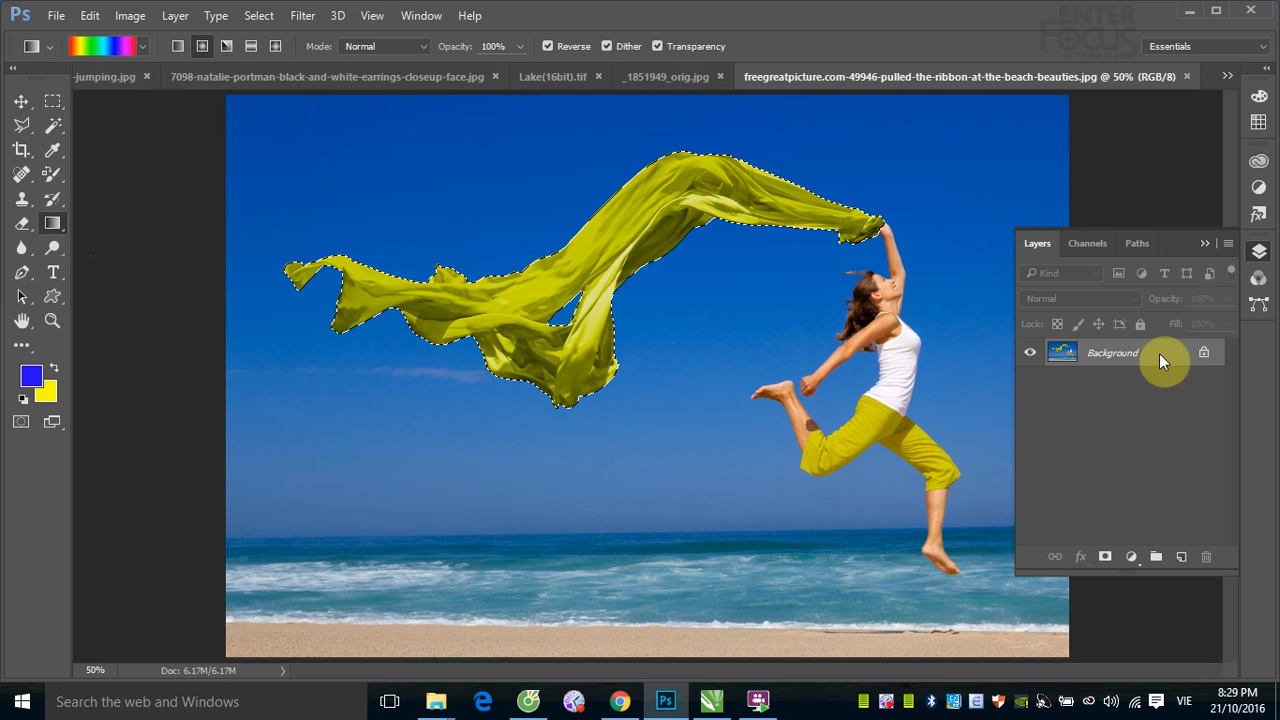 Ps File Edit Image Layer Type Select Filter 3D View Window Help
ENTER
FOCUS
academy
Mode: Normal Opacity: 100% Reverse Dither Transparency Essentials
-jumping.jpg × 7098-natalie-portman-black-and-white-earrings-closeup-face.jpg × Lake(16bit).tif × _1851949_orig.jpg × freegreatpicture.com-49946-pulled-the-ribbon-at-the-beach-beauties.jpg @ 50% (RGB/8) ×
Layers Channels Paths
Kind
Normal Opacity: 100%
Lock: Fill: 100%
Background
fx
50% Doc: 6.17M/6.17M
Search the web and Windows
Ps
VIE
8:29 PM
21/10/2016